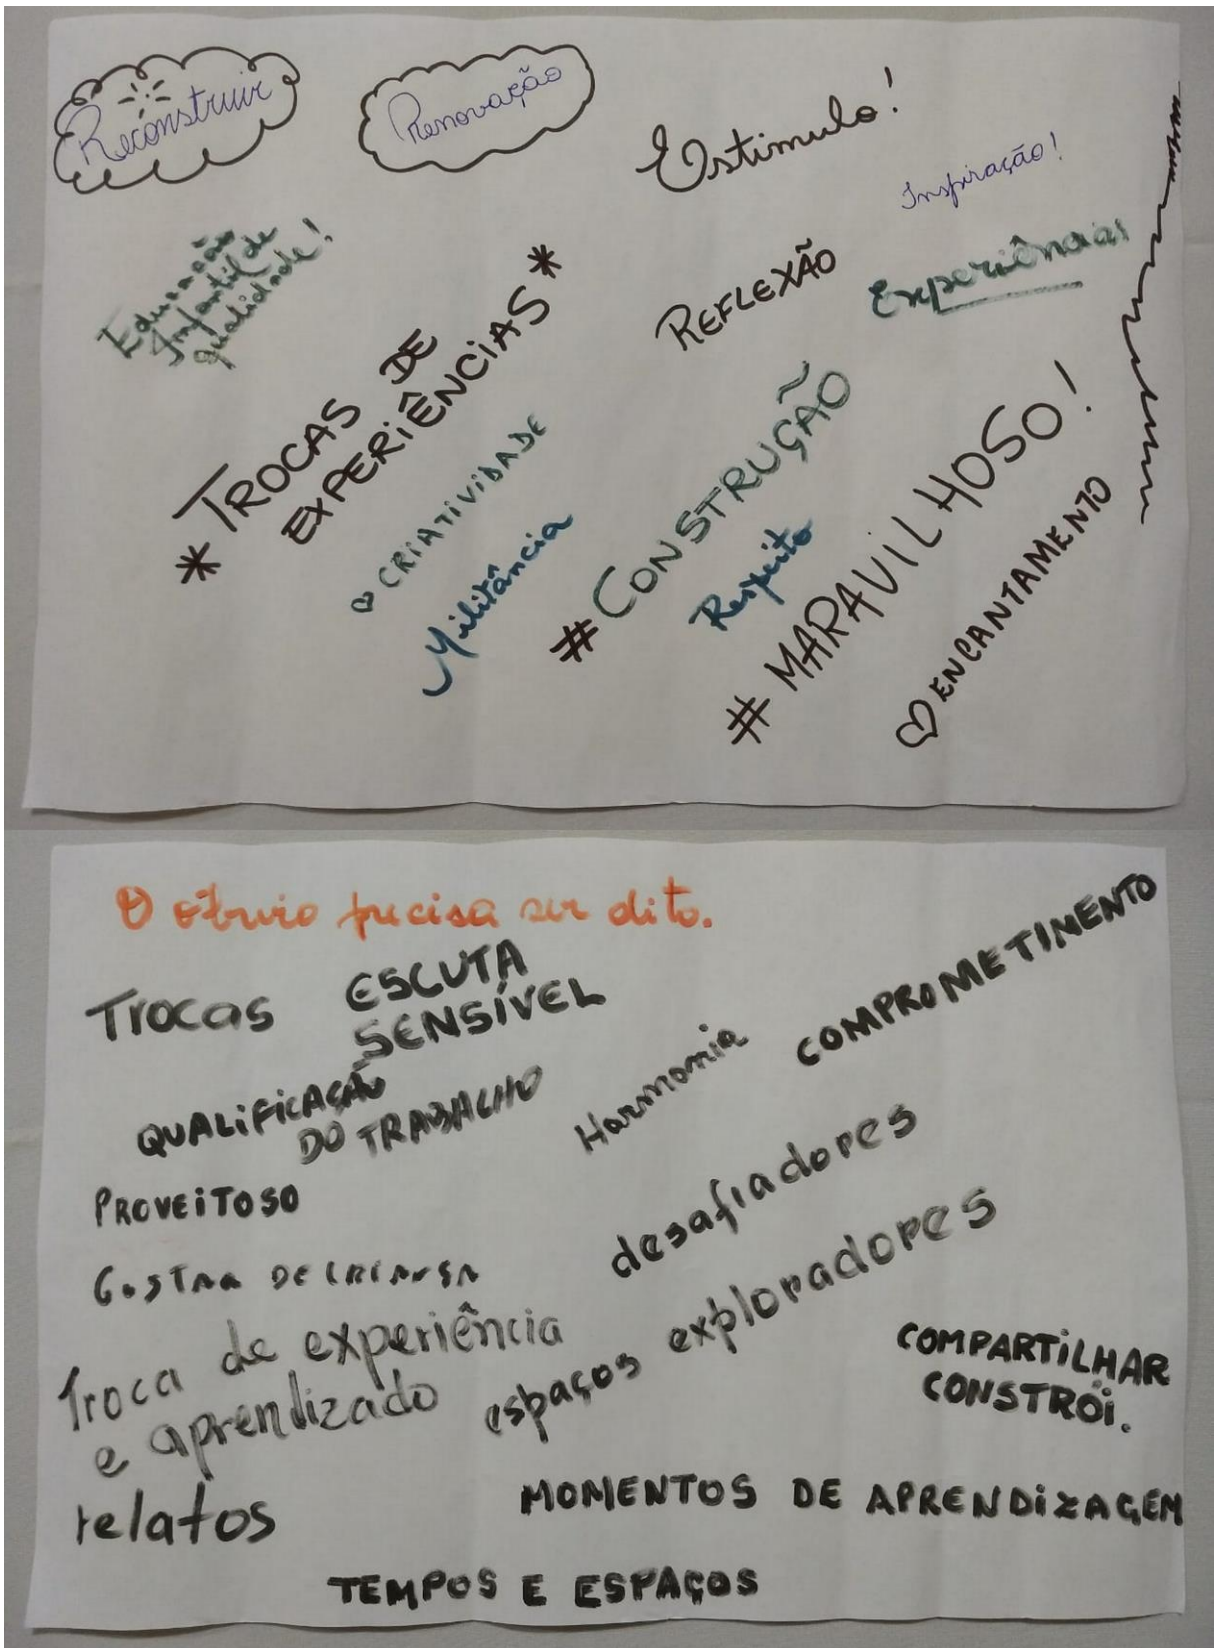 Reconstruir
Renovação
Estimulo!
Inspiração!
Educação
Infantil de
qualidade!
* TROCAS DE
EXPERIÊNCIAS *
REFLEXÃO
Experiências
CRIATIVIDADE
Militância
# CONSTRUÇÃO
Respeito
# MARAVILHOSO!
ENCANTAMENTO
O óbvio precisa ser dito.
Trocas
ESCUTA
SENSÍVEL
COMPROMETIMENTO
QUALIFICAÇÃO
DO TRABALHO
Harmonia
PROVEITOSO
desafiadores
GOSTAR DE CRIANÇA
Troca de experiência
e aprendizado
espaços exploradores
COMPARTILHAR
CONSTRÓI.
relatos
MOMENTOS DE APRENDIZAGEM
TEMPOS E ESPAÇOS